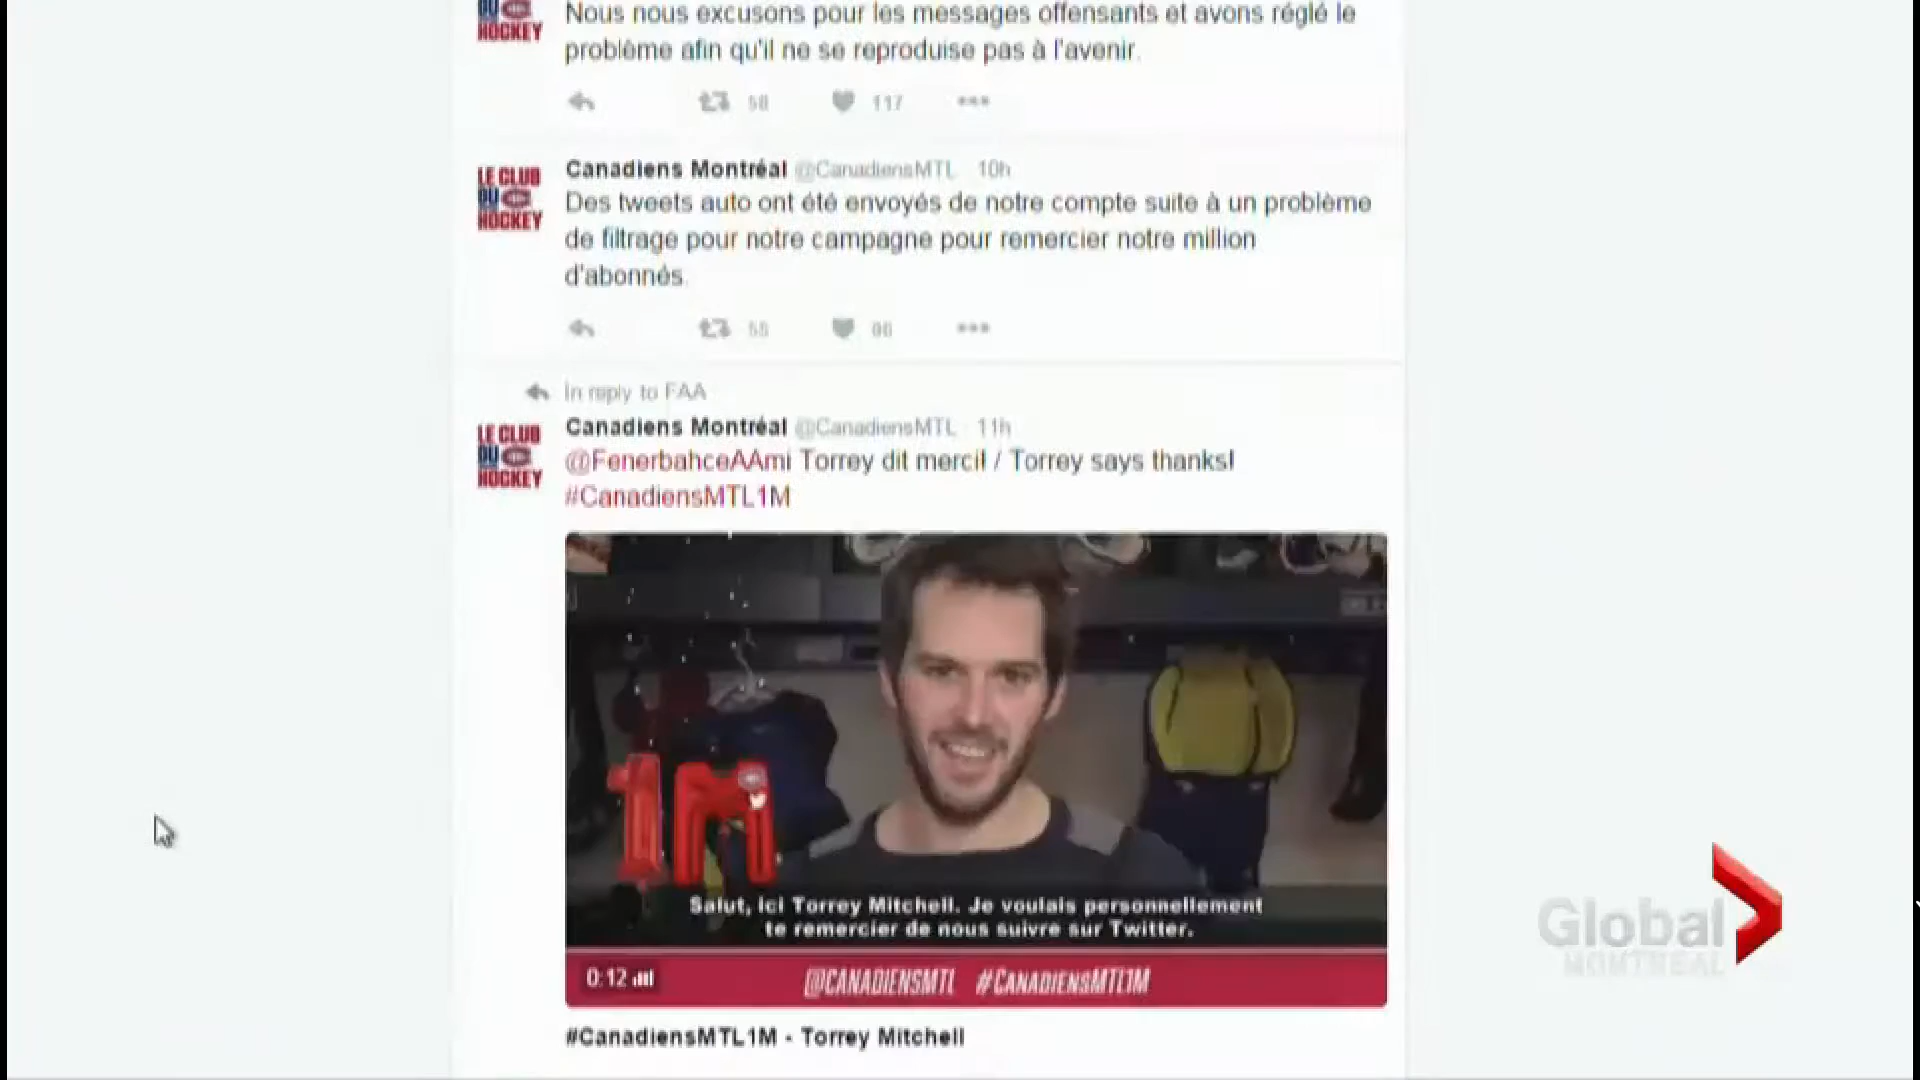 DU
HOCKEY
Nous nous excusons pour les messages offensants et avons réglé le
problème afin qu'il ne se reproduise pas à l'avenir.
117 •••
LE CLUB
DU
HOCKEY
Canadiens Montréal @CanadiensMTL 10h
Des tweets auto ont été envoyés de notre compte suite à un problème
de filtrage pour notre campagne pour remercier notre million
d'abonnés.
•••
In reply to FAA
LE CLUB
DU
HOCKEY
Canadiens Montréal @CanadiensMTL · 11h
@FenerbahceAAmi Torrey dit merci! / Torrey says thanks!
#CanadiensMTL1M
1M
Salut, ici Torrey Mitchell. Je voulais personnellement
te remercier de nous suivre sur Twitter.
0:12 @CANADIENSMTL #CANADIENSMTL1M
#CanadiensMTL1M - Torrey Mitchell
Global
MONTREAL